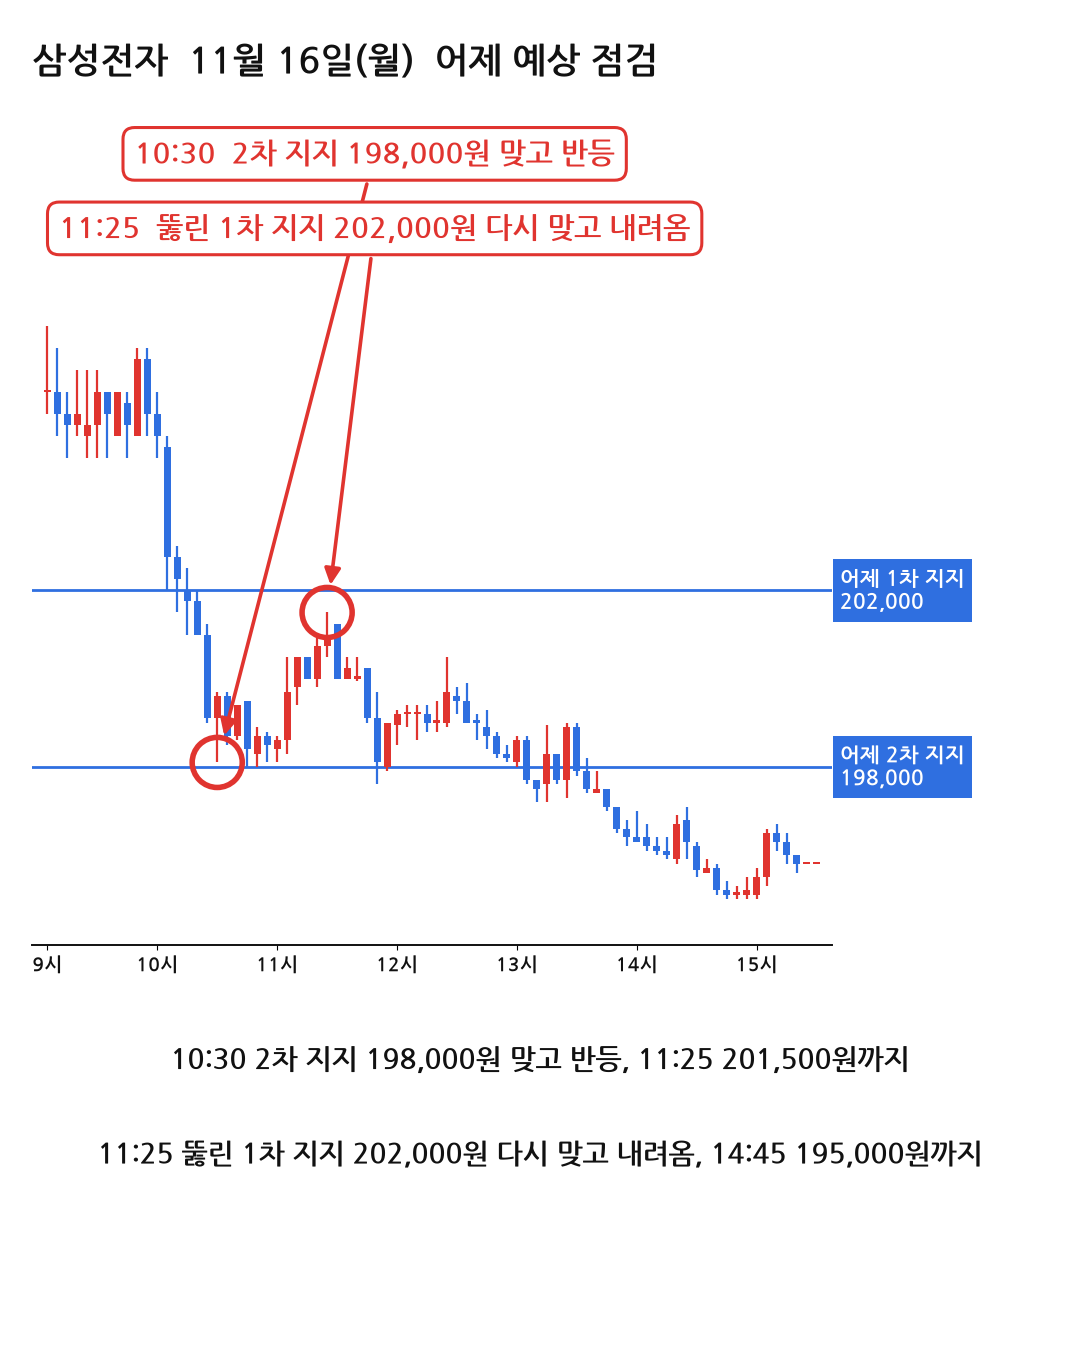 삼성전자 11월 16일(월) 어제 예상 점검
10:30 2차 지지 198,000원 맞고 반등
11:25 뚫린 1차 지지 202,000원 다시 맞고 내려옴
어제 1차 지지
202,000
어제 2차 지지
198,000
9시 10시 11시 12시 13시 14시 15시
10:30 2차 지지 198,000원 맞고 반등, 11:25 201,500원까지
11:25 뚫린 1차 지지 202,000원 다시 맞고 내려옴, 14:45 195,000원까지